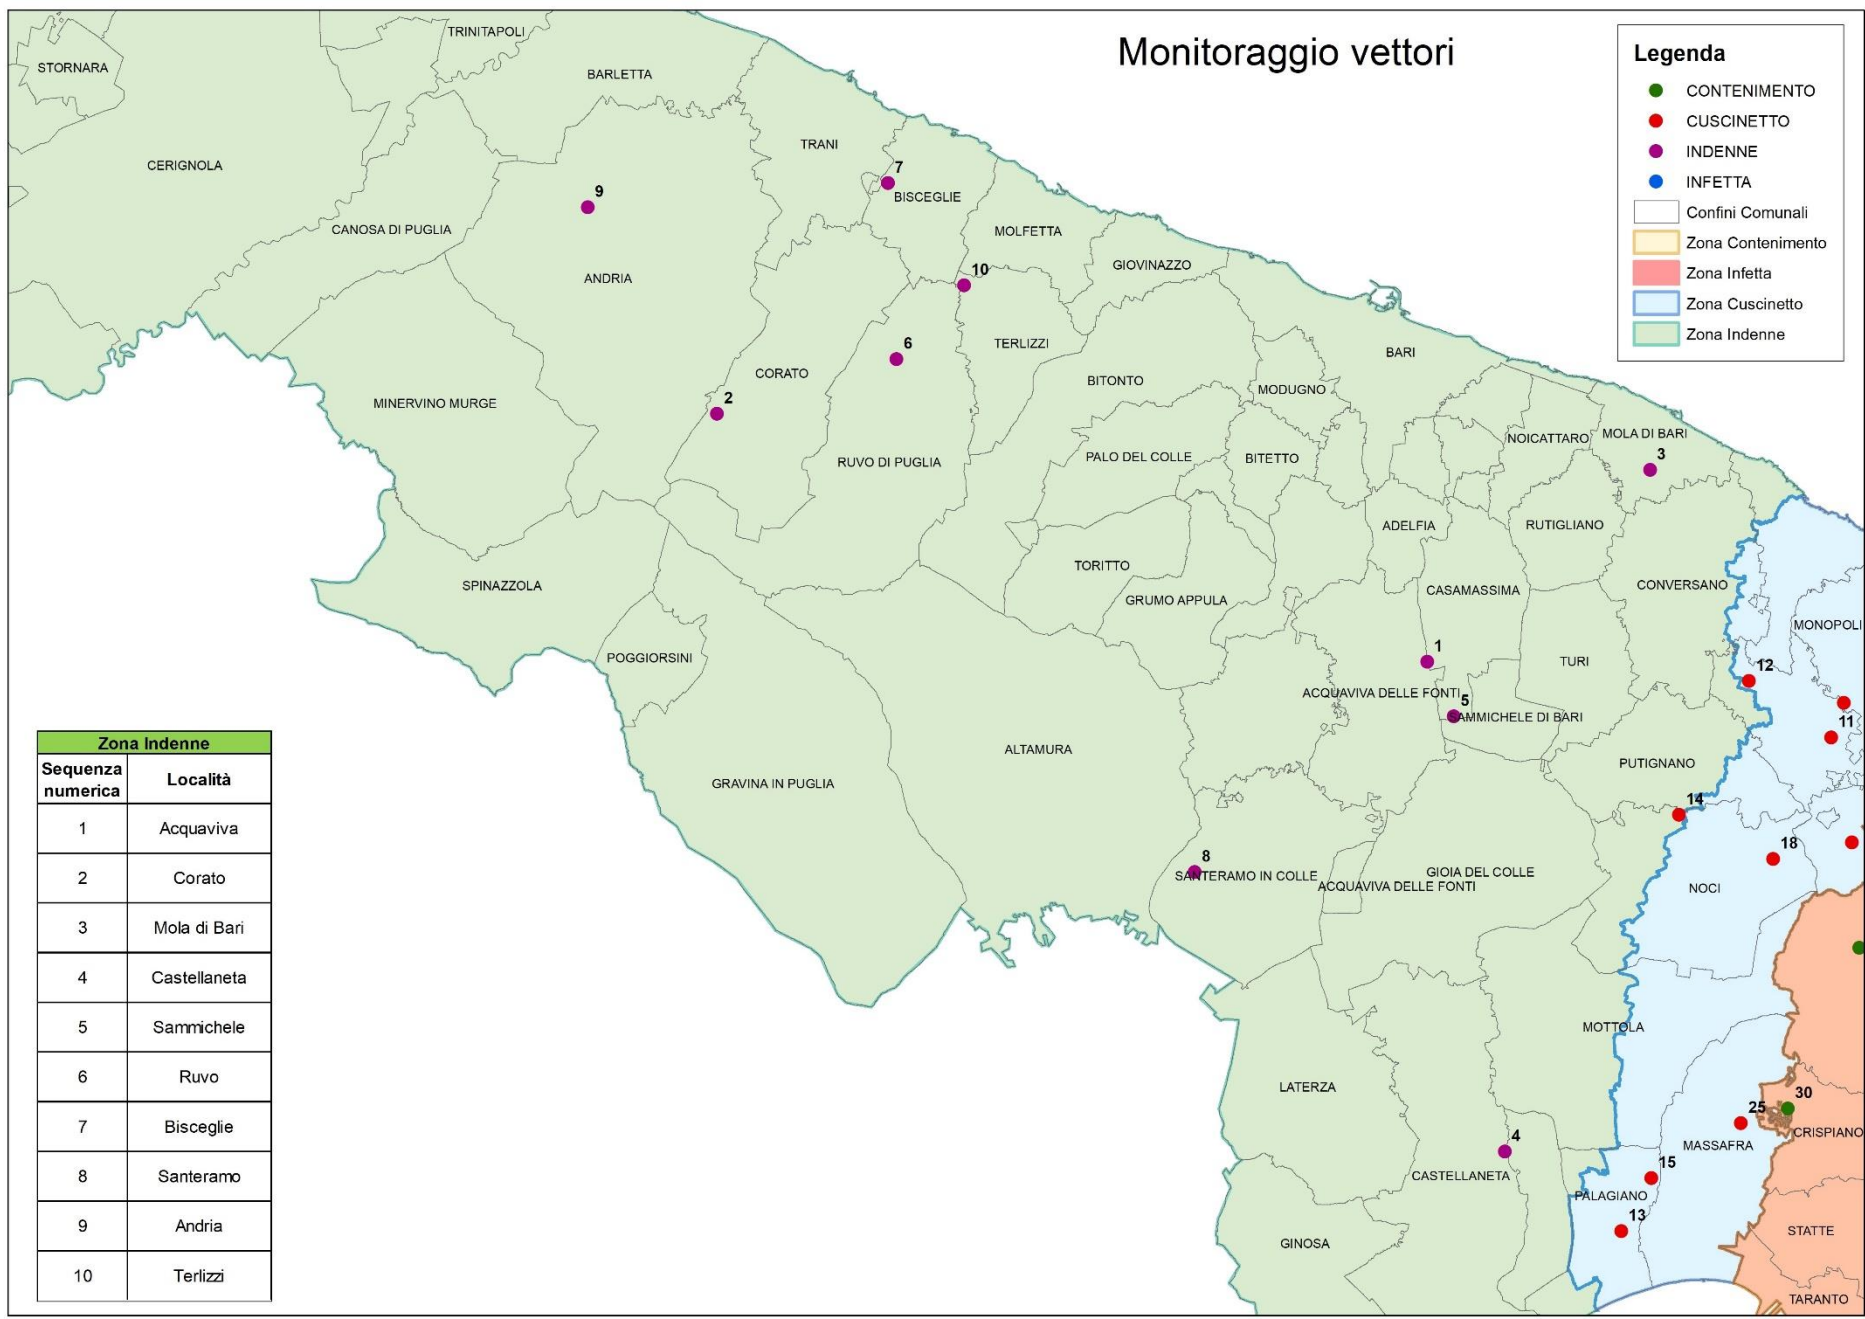 Monitoraggio vettori
Legenda
CONTENIMENTO
CUSCINETTO
INDENNE
INFETTA
Confini Comunali
Zona Contenimento
Zona Infetta
Zona Cuscinetto
Zona Indenne
TRINITAPOLI
STORNARA
BARLETTA
TRANI
CERIGNOLA
7
9
BISCEGLIE
CANOSA DI PUGLIA
MOLFETTA
GIOVINAZZO
10
ANDRIA
6
TERLIZZI
BARI
CORATO
BITONTO
MODUGNO
2
MINERVINO MURGE
NOICATTARO
MOLA DI BARI
3
RUVO DI PUGLIA
PALO DEL COLLE
BITETTO
ADELFIA
RUTIGLIANO
TORITTO
SPINAZZOLA
CONVERSANO
GRUMO APPULA
CASAMASSIMA
MONOPOLI
1
POGGIORSINI
TURI
12
ACQUAVIVA DELLE FONTI
5
SAMMICHELE DI BARI
11
ALTAMURA
PUTIGNANO
GRAVINA IN PUGLIA
14
18
8
SANTERAMO IN COLLE
GIOIA DEL COLLE
ACQUAVIVA DELLE FONTI
NOCI
MOTTOLA
LATERZA
30
25
CRISPIANO
4
MASSAFRA
15
CASTELLANETA
PALAGIANO
13
STATTE
GINOSA
TARANTO
Zona Indenne
Sequenza numerica Località
1 Acquaviva
2 Corato
3 Mola di Bari
4 Castellaneta
5 Sammichele
6 Ruvo
7 Bisceglie
8 Santeramo
9 Andria
10 Terlizzi